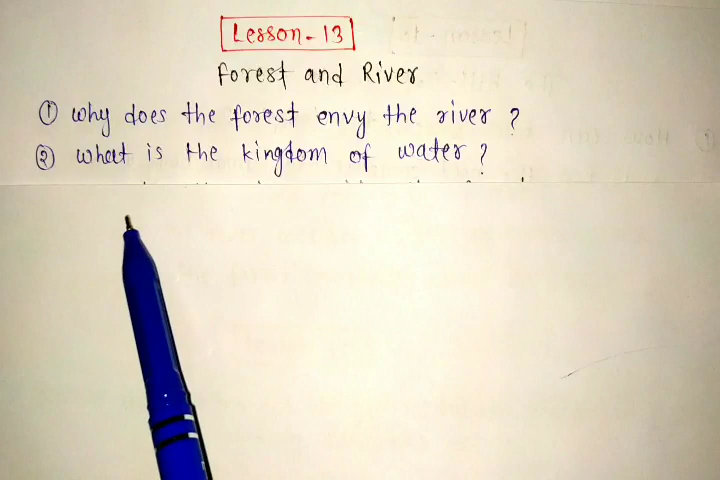 Lesson - 13
Forest and River
① why does the forest envy the river ?
② what is the kingdom of water ?